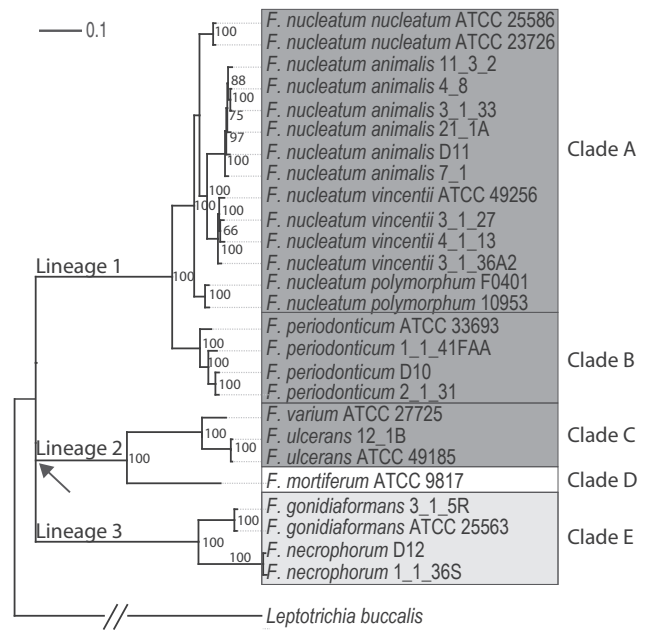 0.1
F. nucleatum nucleatum ATCC 25586
100
F. nucleatum nucleatum ATCC 23726
F. nucleatum animalis 11_3_2
88
F. nucleatum animalis 4_8
100
F. nucleatum animalis 3_1_33
75
F. nucleatum animalis 21_1A
97
F. nucleatum animalis D11
Clade A
100
F. nucleatum animalis 7_1
100
F. nucleatum vincentii ATCC 49256
100
100
F. nucleatum vincentii 3_1_27
66
F. nucleatum vincentii 4_1_13
100
F. nucleatum vincentii 3_1_36A2
Lineage 1
100
F. nucleatum polymorphum F0401
100
F. nucleatum polymorphum 10953
F. periodonticum ATCC 33693
100
F. periodonticum 1_1_41FAA
100
Clade B
F. periodonticum D10
100
F. periodonticum 2_1_31
F. varium ATCC 27725
100
F. ulcerans 12_1B
Clade C
Lineage 2
100
100
F. ulcerans ATCC 49185
F. mortiferum ATCC 9817
Clade D
F. gonidiaformans 3_1_5R
100
F. gonidiaformans ATCC 25563
Lineage 3
100
Clade E
F. necrophorum D12
100
F. necrophorum 1_1_36S
Leptotrichia buccalis